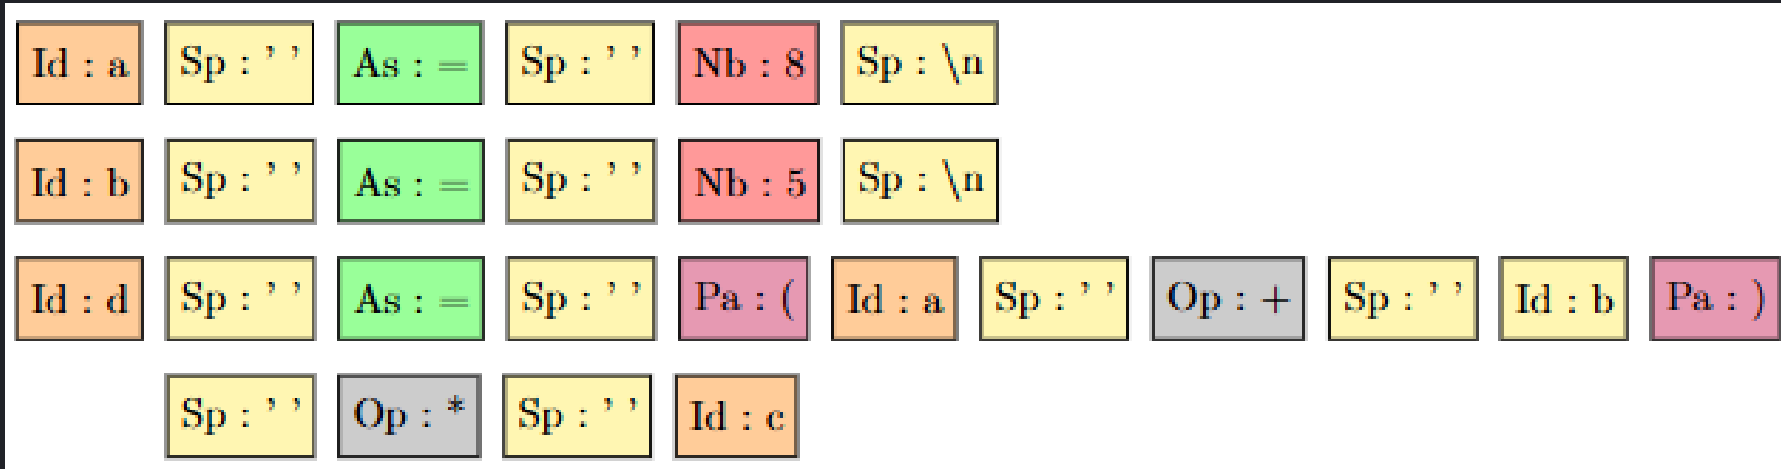 Id : a Sp : ’ ’ As : = Sp : ’ ’ Nb : 8 Sp : \n
Id : b Sp : ’ ’ As : = Sp : ’ ’ Nb : 5 Sp : \n
Id : d Sp : ’ ’ As : = Sp : ’ ’ Pa : ( Id : a Sp : ’ ’ Op : + Sp : ’ ’ Id : b Pa : )
Sp : ’ ’ Op : * Sp : ’ ’ Id : c